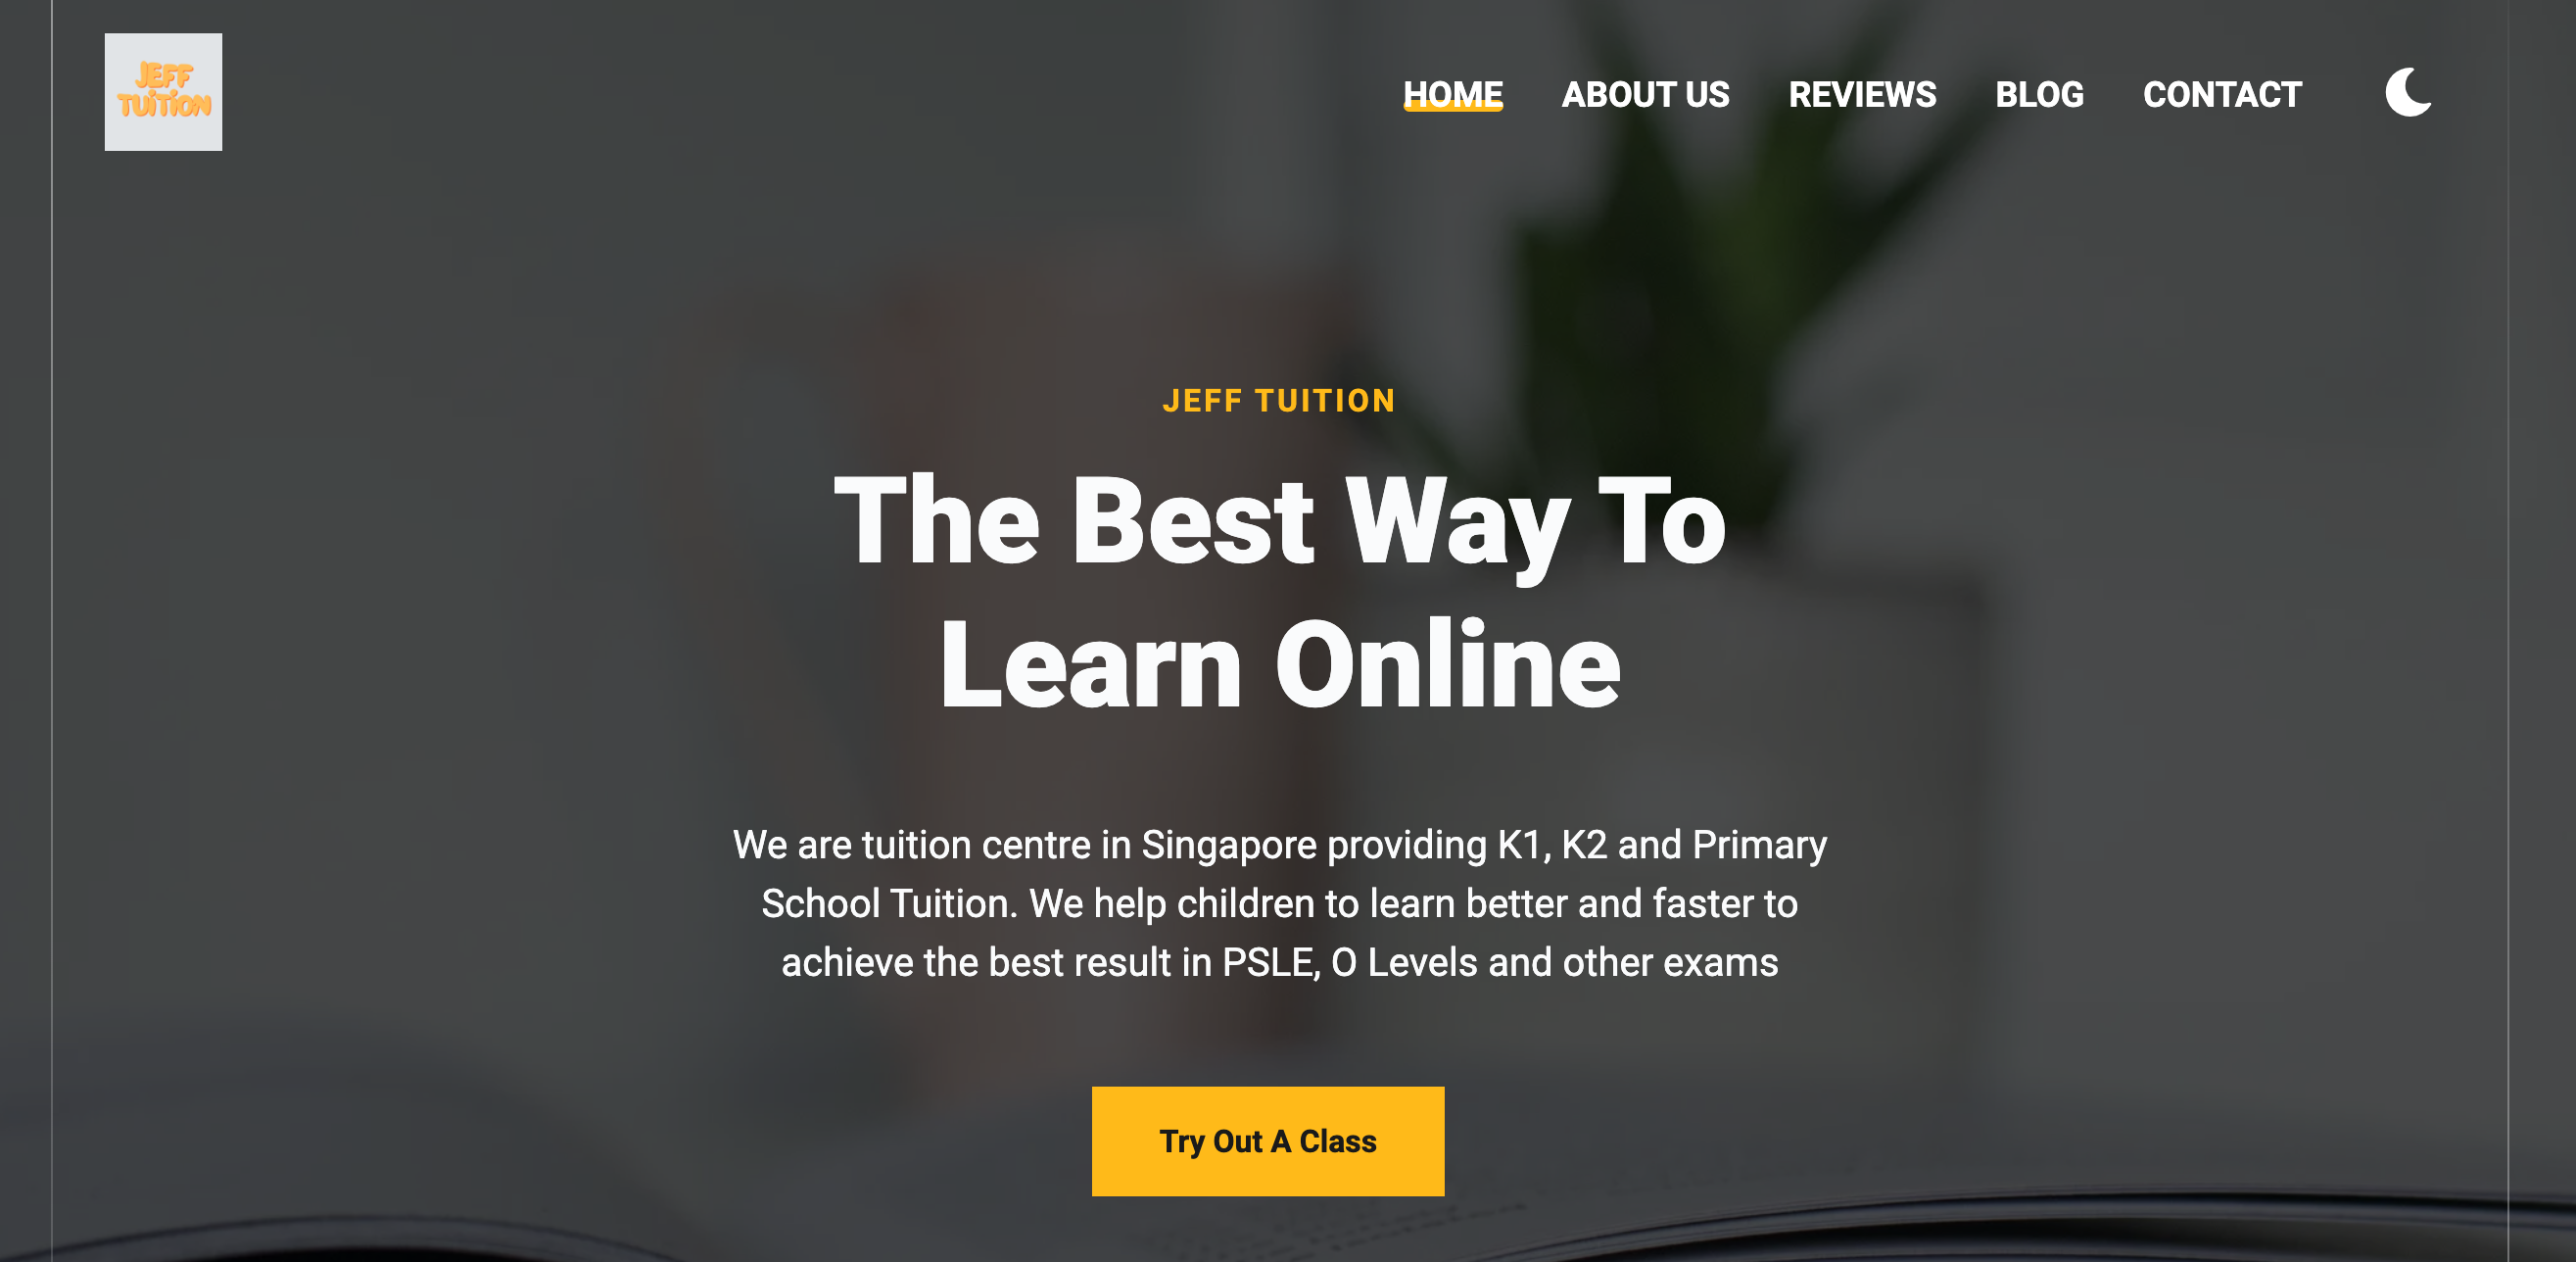 JEFF
TUITION
HOME ABOUT US REVIEWS BLOG CONTACT
JEFF TUITION
The Best Way To
Learn Online
We are tuition centre in Singapore providing K1, K2 and Primary
School Tuition. We help children to learn better and faster to
achieve the best result in PSLE, O Levels and other exams
Try Out A Class